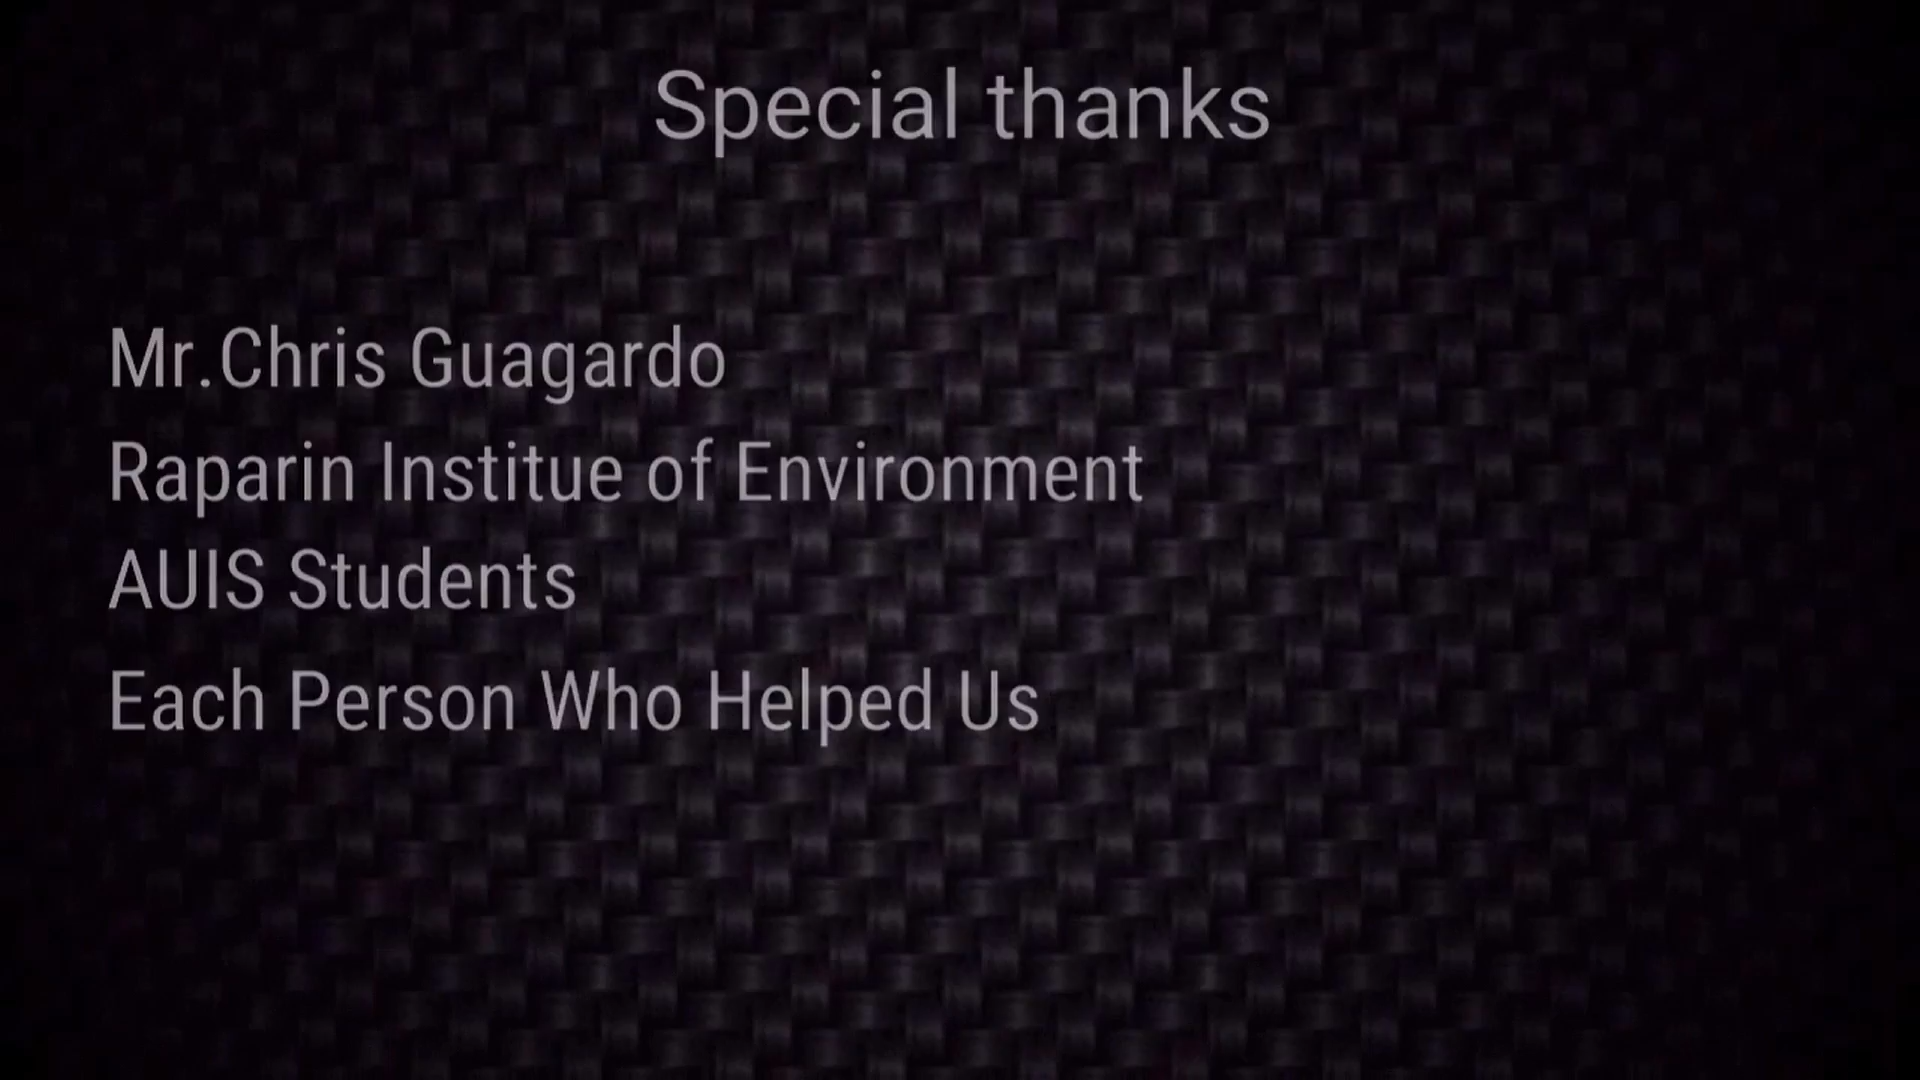 Special thanks
Mr.Chris Guagardo
Raparin Institue of Environment
AUIS Students
Each Person Who Helped Us